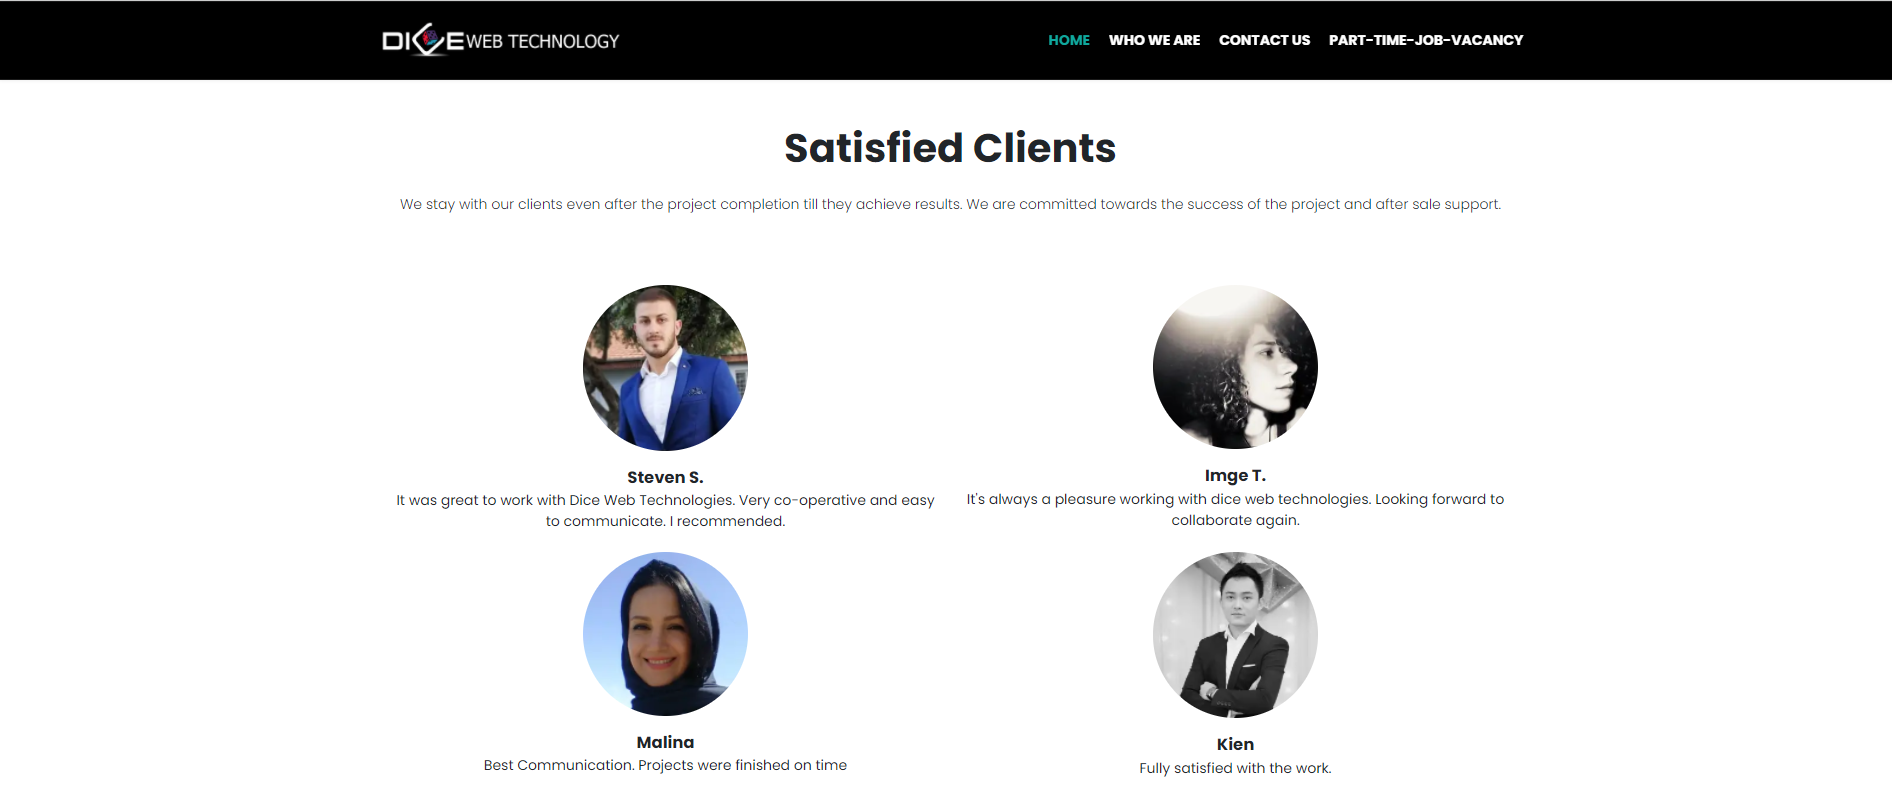 DICE WEB TECHNOLOGY
HOME WHO WE ARE CONTACT US PART-TIME-JOB-VACANCY
Satisfied Clients
We stay with our clients even after the project completion till they achieve results. We are committed towards the success of the project and after sale support.
Steven S.
It was great to work with Dice Web Technologies. Very co-operative and easy
to communicate. I recommended.
Imge T.
It's always a pleasure working with dice web technologies. Looking forward to
collaborate again.
Malina
Best Communication. Projects were finished on time
Kien
Fully satisfied with the work.